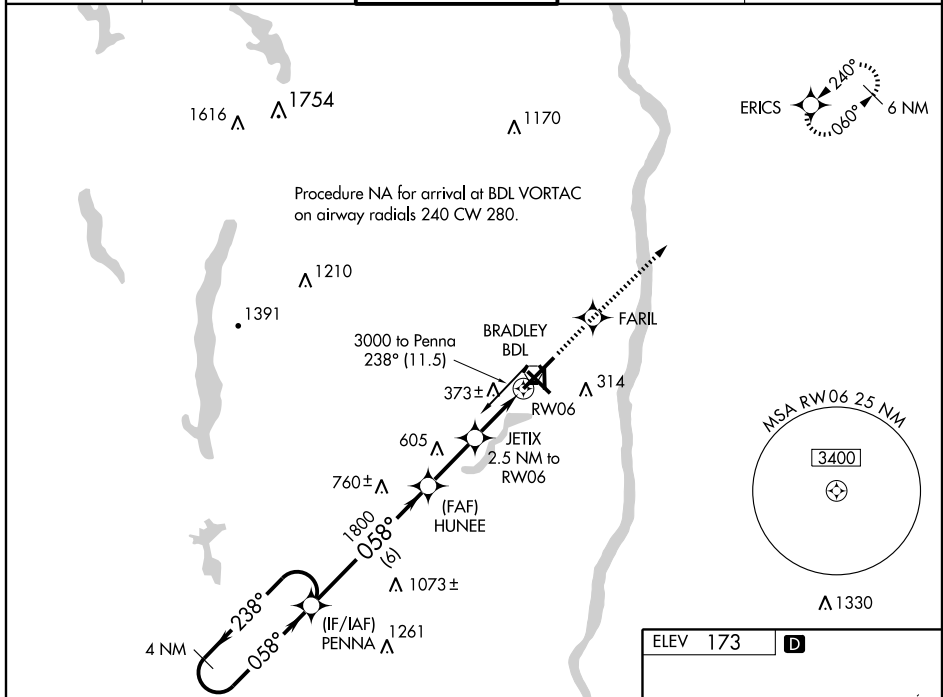 1616
1754
1170
ERICS
240°
060°
6 NM
Procedure NA for arrival at BDL VORTAC
on airway radials 240 CW 280.
1210
1391
FARIL
BRADLEY
BDL
3000 to Penna
238° (11.5)
373±
314
RW06
MSA RW06 25 NM
3400
605
JETIX
2.5 NM to
RW06
760±
(FAF)
HUNEE
1800
058°
(6)
1073±
1330
238°
058°
4 NM
(IF/IAF)
PENNA
1261
ELEV 173
D